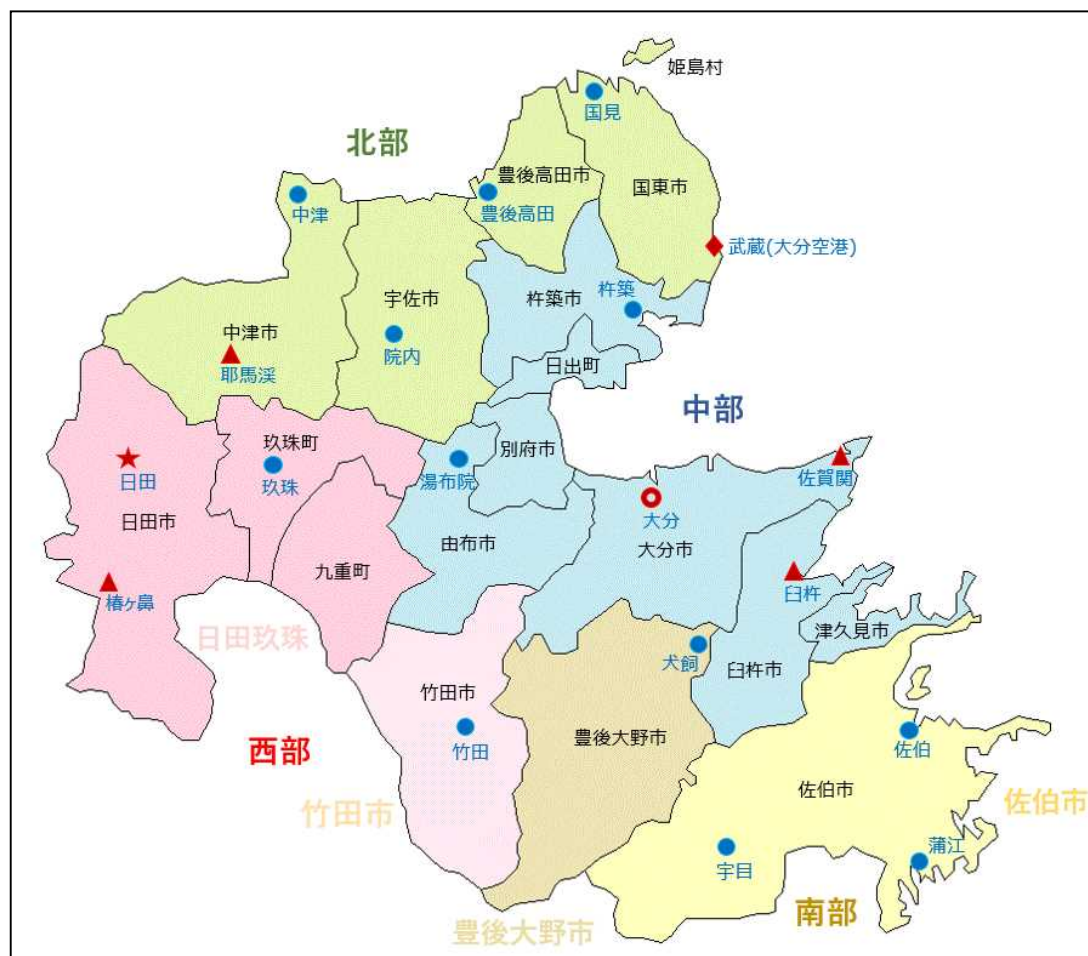 姫島村
国見
北部
豊後高田市
国東市
中津
豊後高田
武蔵(大分空港)
宇佐市
杵築市
杵築
中津市
院内
耶馬渓
日出町
中部
玖珠町
別府市
日田
玖珠
湯布院
佐賀関
日田市
大分
由布市
大分市
九重町
椿ヶ鼻
臼杵
日田玖珠
津久見市
犬飼
臼杵市
竹田市
西部
竹田
豊後大野市
佐伯
佐伯市
竹田市
佐伯市
宇目
蒲江
南部
豊後大野市